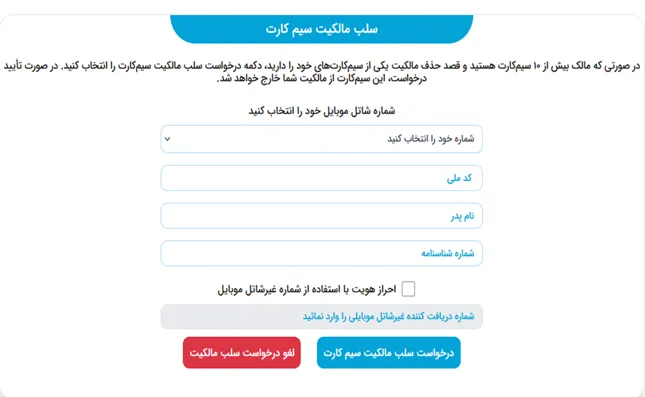 سلب مالکیت سیم کارت
در صورتی که مالک بیش از ۱۰ سیم‌کارت هستید و قصد حذف مالکیت یکی از سیم‌کارت‌های خود را دارید، دکمه درخواست سلب مالکیت سیم‌کارت را انتخاب کنید. در صورت تأیید
درخواست، این سیم‌کارت از مالکیت شما خارج خواهد شد.
شماره شاتل موبایل خود را انتخاب کنید
شماره خود را انتخاب کنید
کد ملی
نام پدر
شماره شناسنامه
احراز هویت با استفاده از شماره غیرشاتل موبایل
شماره دریافت کننده غیرشاتل موبایلی را وارد نمائید
درخواست سلب مالکیت سیم کارت
لغو درخواست سلب مالکیت